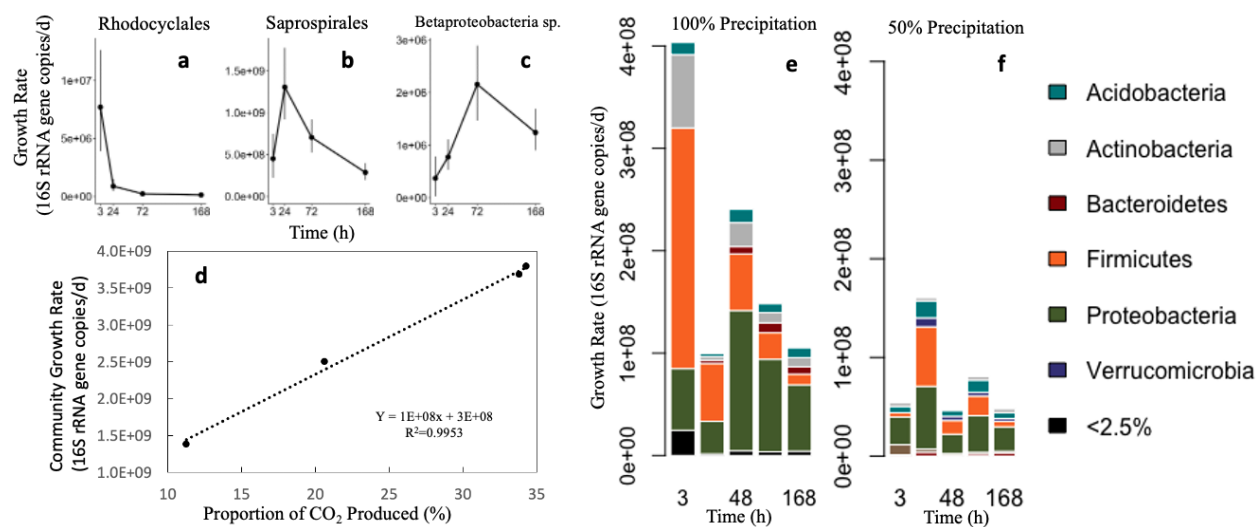 Rhodocyclales
Saprospirales
Betaproteobacteria sp.
Growth Rate
(16S rRNA gene copies/d)
a
1e+07
5e+06
0e+00
3 24 72 168
b
1.5e+09
1.0e+09
5.0e+08
0.0e+00
3 24 72 168
c
3e+06
2e+06
1e+06
0e+00
3 24 72 168
Time (h)
d
Community Growth Rate
(16S rRNA gene copies/d)
4.0E+09
3.5E+09
3.0E+09
2.5E+09
2.0E+09
1.5E+09
1.0E+09
Y = 1E+08x + 3E+08
R²=0.9953
10 15 20 25 30 35
Proportion of CO₂ Produced (%)
100% Precipitation
e
Growth Rate (16S rRNA gene copies/d)
4e+08
3e+08
2e+08
1e+08
0e+00
3 48 168
Time (h)
50% Precipitation
f
4e+08
3e+08
2e+08
1e+08
0e+00
3 48 168
Time (h)
Acidobacteria
Actinobacteria
Bacteroidetes
Firmicutes
Proteobacteria
Verrucomicrobia
<2.5%